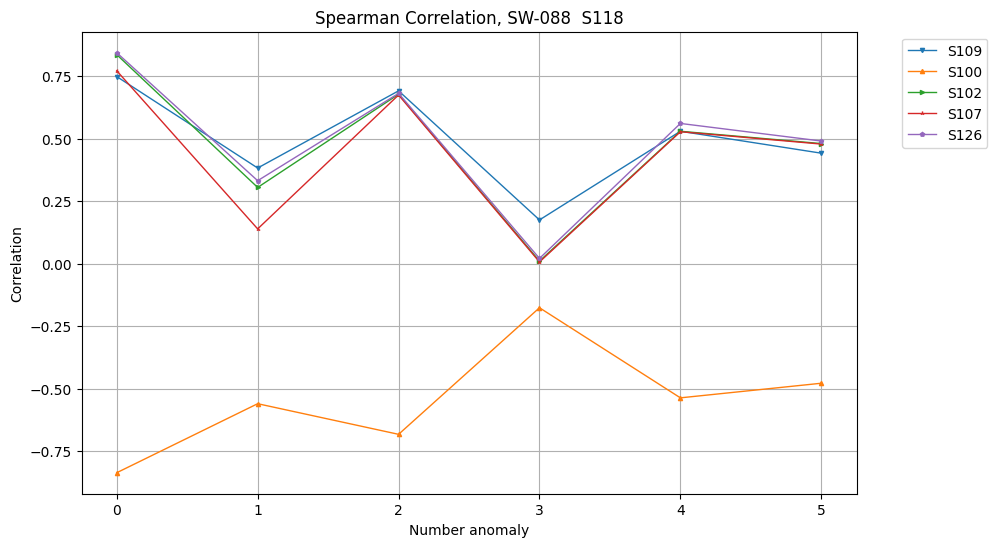 Spearman Correlation, SW-088  S118
Correlation
0.75
0.50
0.25
0.00
−0.25
−0.50
−0.75
0 1 2 3 4 5
Number anomaly
S109
S100
S102
S107
S126